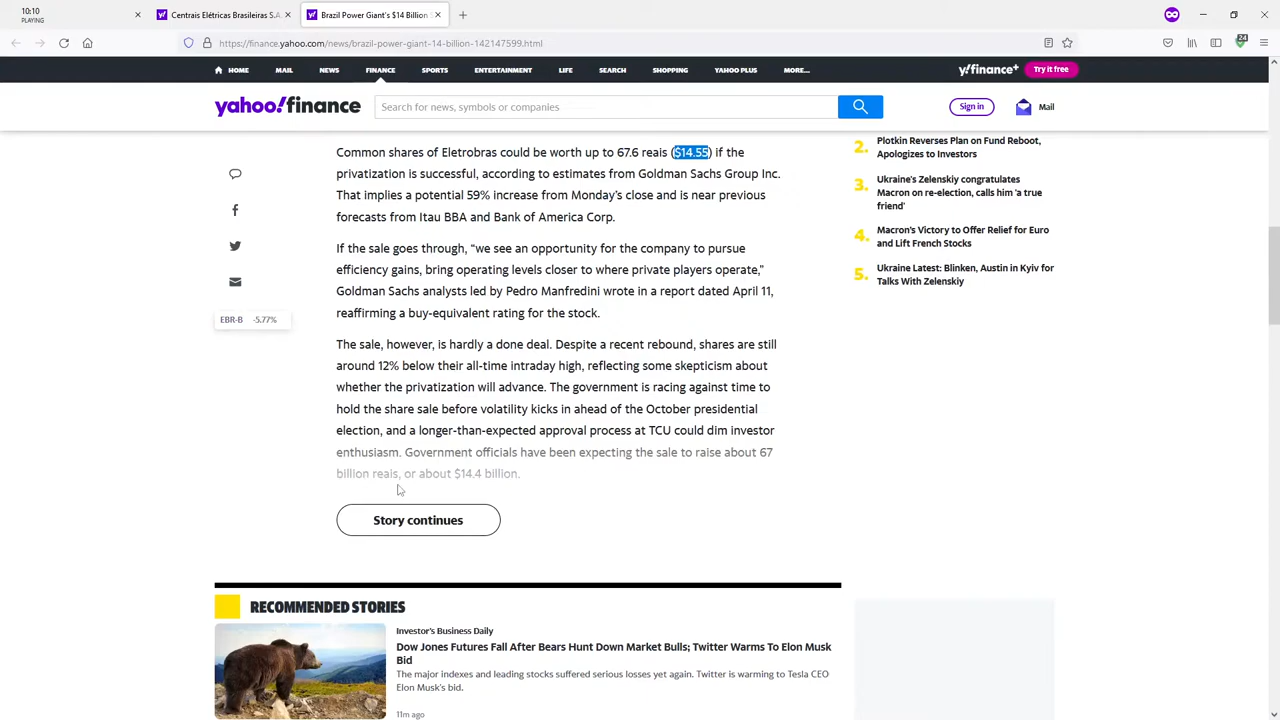 10:10
PLAYING
Centrais Elétricas Brasileiras S.A.
Brazil Power Giant's $14 Billion
https://finance.yahoo.com/news/brazil-power-giant-14-billion-142147599.html
24
HOME MAIL NEWS FINANCE SPORTS ENTERTAINMENT LIFE SEARCH SHOPPING YAHOO PLUS MORE...
y!finance+ Try it free
yahoo!finance
Search for news, symbols or companies
Sign in
Mail
Common shares of Eletrobras could be worth up to 67.6 reais ($14.55) if the
privatization is successful, according to estimates from Goldman Sachs Group Inc.
That implies a potential 59% increase from Monday's close and is near previous
forecasts from Itau BBA and Bank of America Corp.
If the sale goes through, “we see an opportunity for the company to pursue
efficiency gains, bring operating levels closer to where private players operate,”
Goldman Sachs analysts led by Pedro Manfredini wrote in a report dated April 11,
reaffirming a buy-equivalent rating for the stock.
The sale, however, is hardly a done deal. Despite a recent rebound, shares are still
around 12% below their all-time intraday high, reflecting some skepticism about
whether the privatization will advance. The government is racing against time to
hold the share sale before volatility kicks in ahead of the October presidential
election, and a longer-than-expected approval process at TCU could dim investor
enthusiasm. Government officials have been expecting the sale to raise about 67
billion reais, or about $14.4 billion.
Story continues
EBR-B -5.77%
2. Plotkin Reverses Plan on Fund Reboot,
Apologizes to Investors
3. Ukraine's Zelenskiy congratulates
Macron on re-election, calls him 'a true
friend'
4. Macron's Victory to Offer Relief for Euro
and Lift French Stocks
5. Ukraine Latest: Blinken, Austin in Kyiv for
Talks With Zelenskiy
RECOMMENDED STORIES
Investor's Business Daily
Dow Jones Futures Fall After Bears Hunt Down Market Bulls; Twitter Warms To Elon Musk
Bid
The major indexes and leading stocks suffered serious losses yet again. Twitter is warming to Tesla CEO
Elon Musk's bid.
11m ago